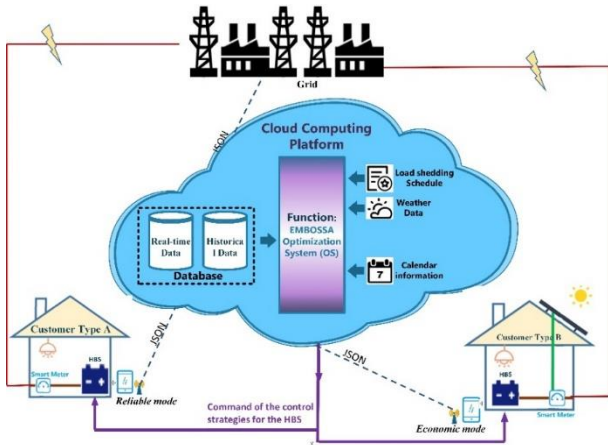 Grid
JSON
Cloud Computing
Platform
Load shedding
Schedule
Function:
EMBOSSA
Optimization
System (OS)
Weather
Data
Real-time
Data
Historica
l Data
Database
7
Calendar
information
Customer Type A
HBS
Smart Meter
Reliable mode
JSON
JSON
Customer Type B
HBS
Smart Meter
Economic mode
Command of the control
strategies for the HBS